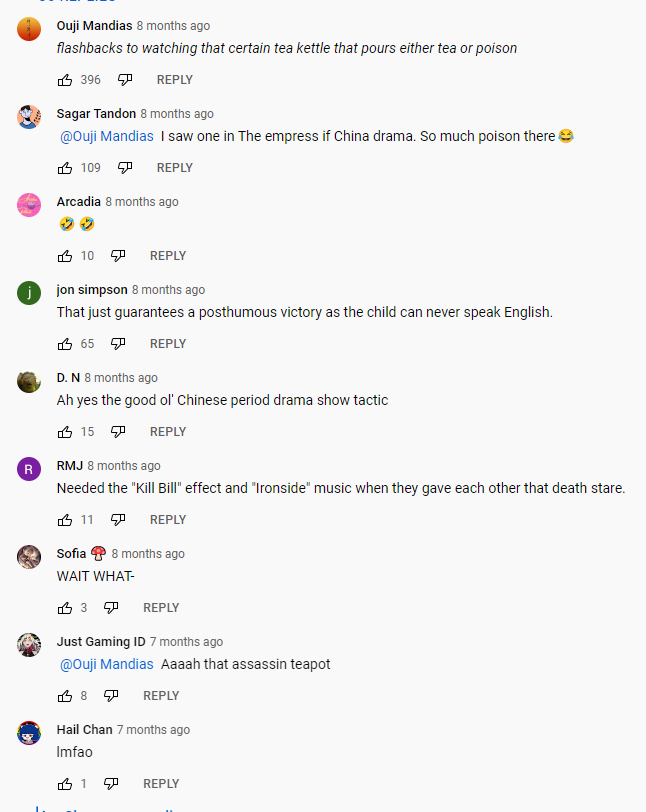 Ouji Mandias 8 months ago
flashbacks to watching that certain tea kettle that pours either tea or poison
396 REPLY
Sagar Tandon 8 months ago
@Ouji Mandias I saw one in The empress if China drama. So much poison there😂
109 REPLY
Arcadia 8 months ago
🤣🤣
10 REPLY
jon simpson 8 months ago
That just guarantees a posthumous victory as the child can never speak English.
65 REPLY
D. N 8 months ago
Ah yes the good ol' Chinese period drama show tactic
15 REPLY
R
RMJ 8 months ago
Needed the "Kill Bill" effect and "Ironside" music when they gave each other that death stare.
11 REPLY
Sofia 🍄 8 months ago
WAIT WHAT-
3 REPLY
Just Gaming ID 7 months ago
@Ouji Mandias Aaaah that assassin teapot
8 REPLY
Hail Chan 7 months ago
lmfao
1 REPLY